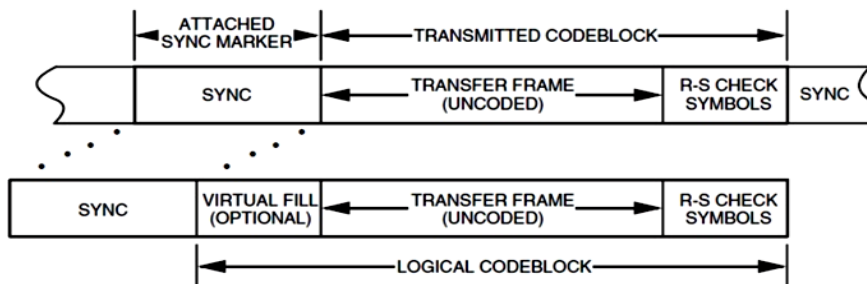 ATTACHED
SYNC MARKER
TRANSMITTED CODEBLOCK
SYNC
TRANSFER FRAME
(UNCODED)
R-S CHECK
SYMBOLS
SYNC
SYNC
VIRTUAL FILL
(OPTIONAL)
TRANSFER FRAME
(UNCODED)
R-S CHECK
SYMBOLS
LOGICAL CODEBLOCK